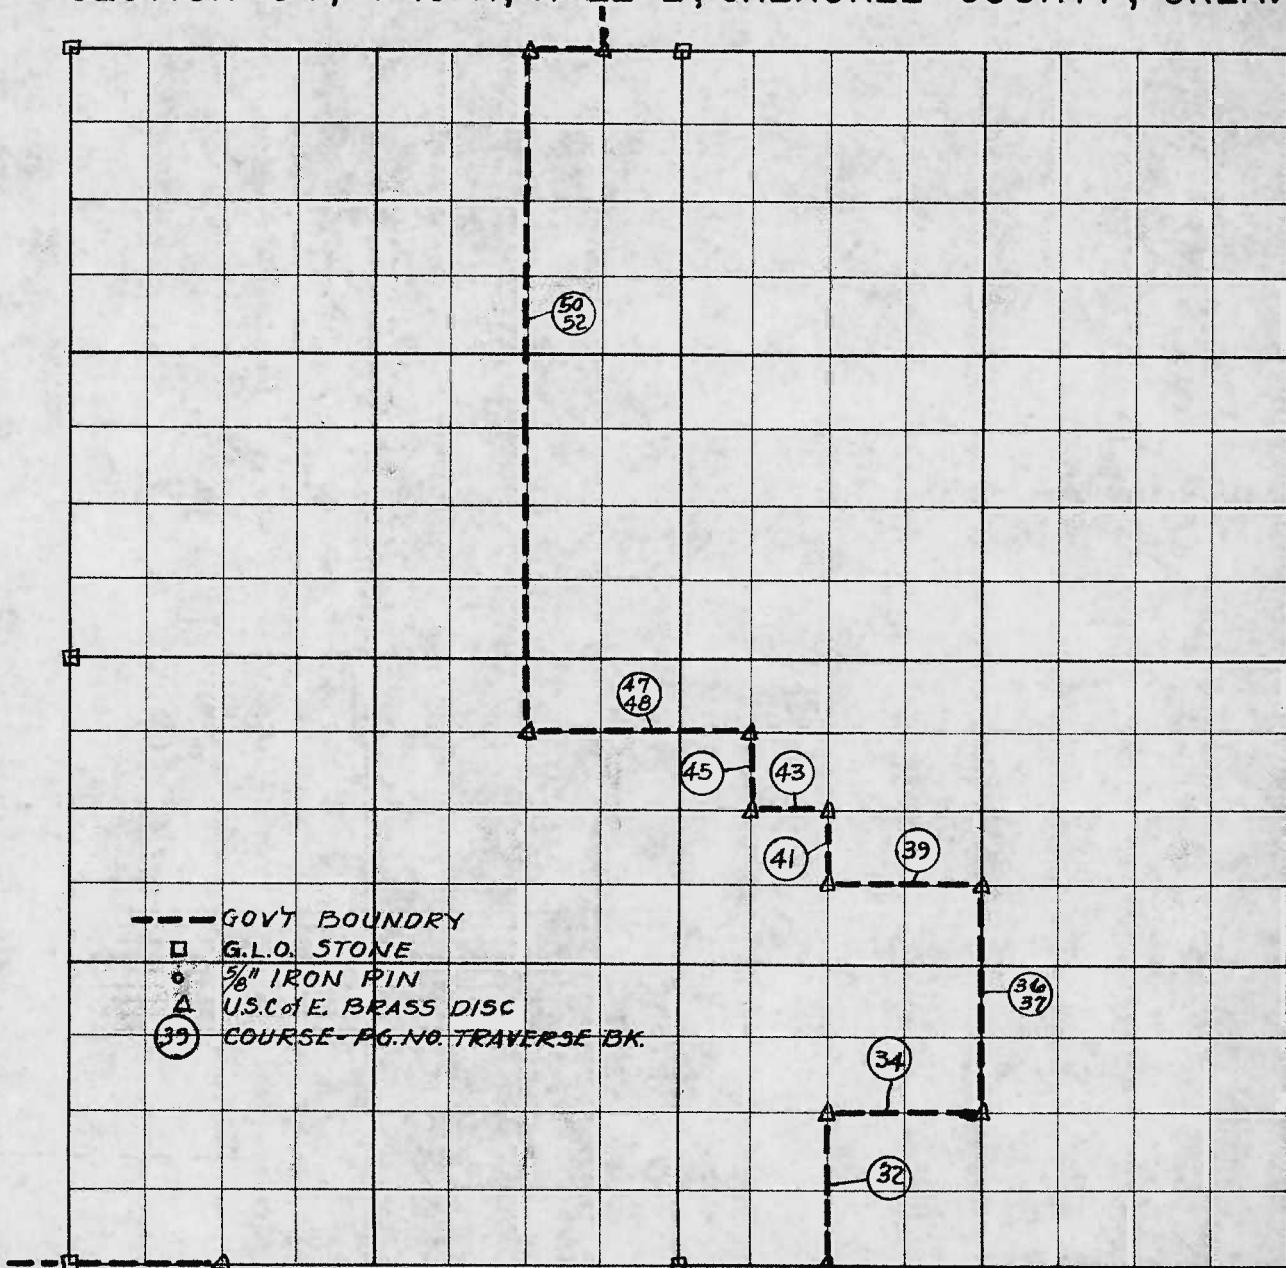 50
52
47
48
45
43
41
39
GOV'T BOUNDRY
G.L.O. STONE
5/8" IRON PIN
U.S.C of E. BRASS DISC
39 COURSE - PG. NO. TRAVERSE BK.
36
37
34
32